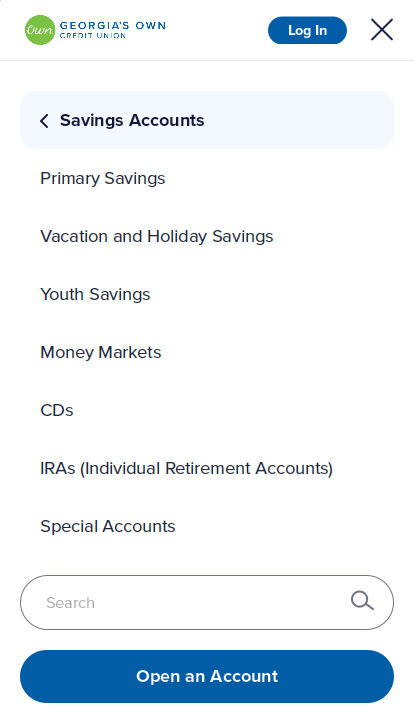 Own
GEORGIA'S OWN
CREDIT UNION
Log In
Savings Accounts
Primary Savings
Vacation and Holiday Savings
Youth Savings
Money Markets
CDs
IRAs (Individual Retirement Accounts)
Special Accounts
Search
Open an Account